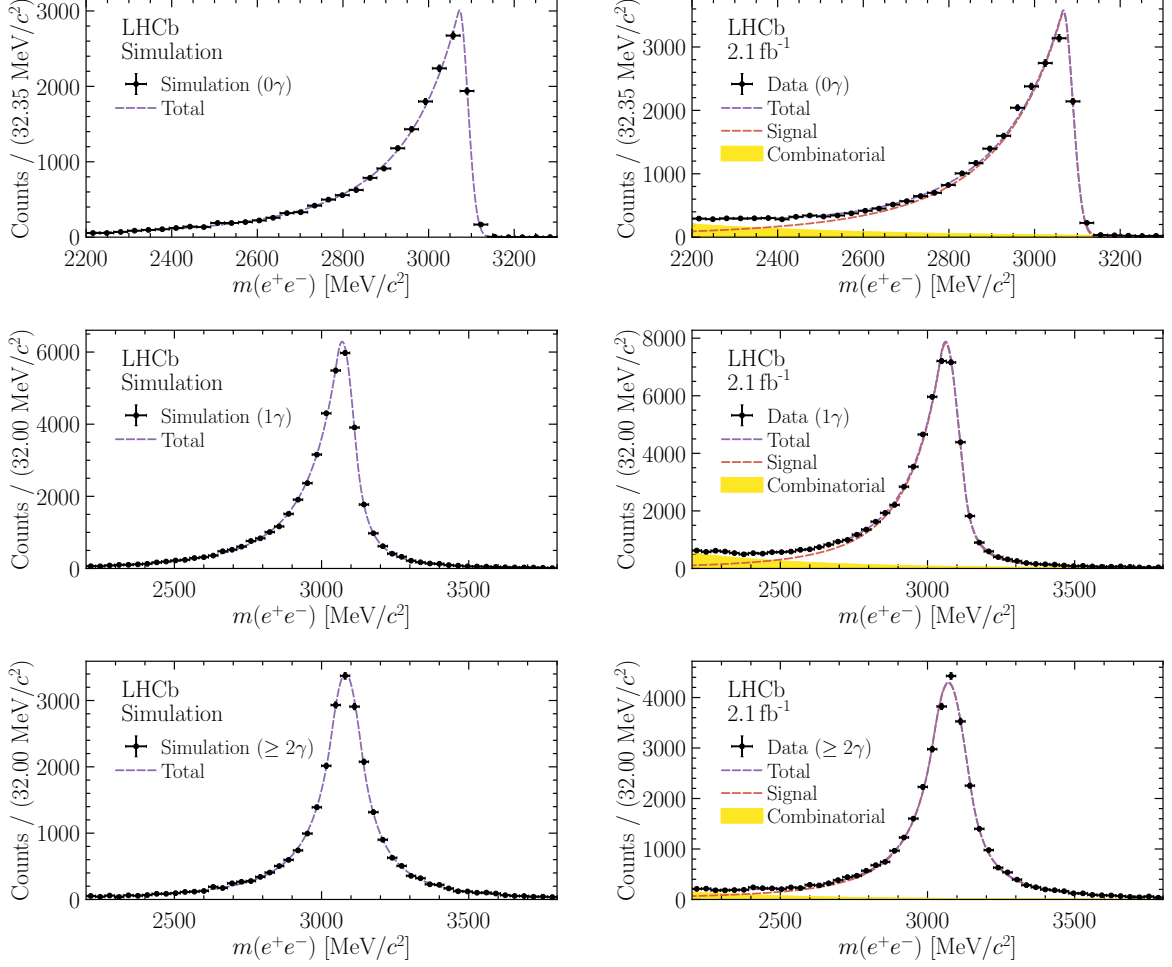 Counts / (32.35 MeV/c²)
3000
2000
1000
0
LHCb
Simulation
Simulation (0γ)
Total
2200 2400 2600 2800 3000 3200
m(e⁺e⁻) [MeV/c²]
Counts / (32.35 MeV/c²)
3000
2000
1000
0
LHCb
2.1 fb⁻¹
Data (0γ)
Total
Signal
Combinatorial
2200 2400 2600 2800 3000 3200
m(e⁺e⁻) [MeV/c²]
Counts / (32.00 MeV/c²)
6000
4000
2000
0
LHCb
Simulation
Simulation (1γ)
Total
2500 3000 3500
m(e⁺e⁻) [MeV/c²]
Counts / (32.00 MeV/c²)
8000
6000
4000
2000
0
LHCb
2.1 fb⁻¹
Data (1γ)
Total
Signal
Combinatorial
2500 3000 3500
m(e⁺e⁻) [MeV/c²]
Counts / (32.00 MeV/c²)
3000
2000
1000
0
LHCb
Simulation
Simulation (≥ 2γ)
Total
2500 3000 3500
m(e⁺e⁻) [MeV/c²]
Counts / (32.00 MeV/c²)
4000
3000
2000
1000
0
LHCb
2.1 fb⁻¹
Data (≥ 2γ)
Total
Signal
Combinatorial
2500 3000 3500
m(e⁺e⁻) [MeV/c²]